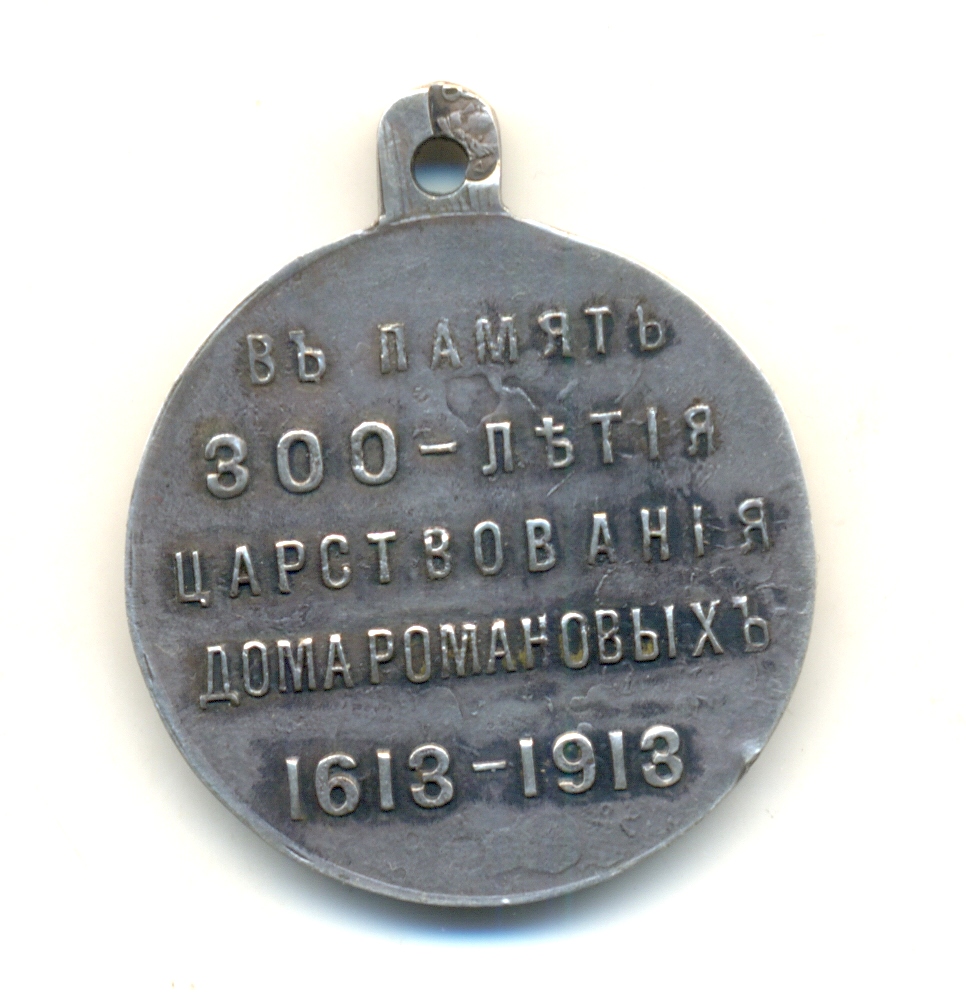 ВЪ ПАМЯТЬ
300-ЛѢТІЯ
ЦАРСТВОВАНІЯ
ДОМА РОМАНОВЫХЪ
1613-1913